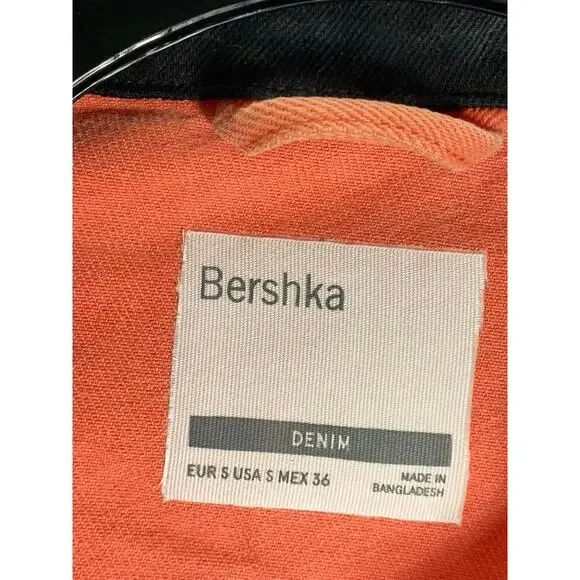 Bershka
DENIM
EUR S USA S MEX 36
MADE IN
BANGLADESH